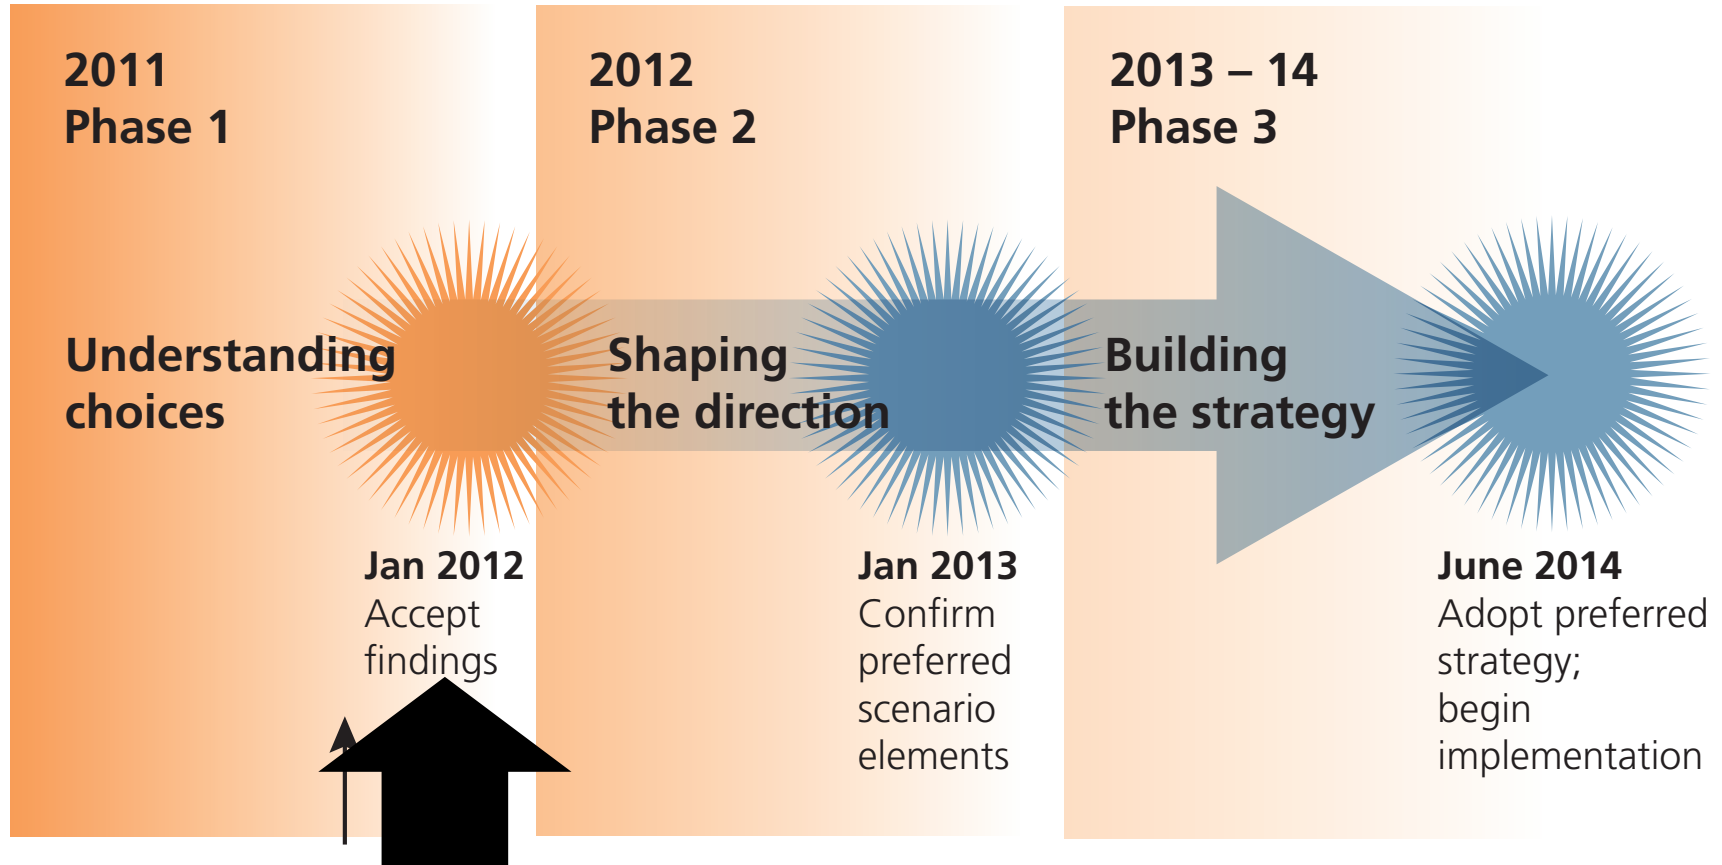 2011
Phase 1
Understanding
choices
Jan 2012
Accept
findings
2012
Phase 2
Shaping
the direction
Jan 2013
Confirm
preferred
scenario
elements
2013 – 14
Phase 3
Building
the strategy
June 2014
Adopt preferred
strategy;
begin
implementation